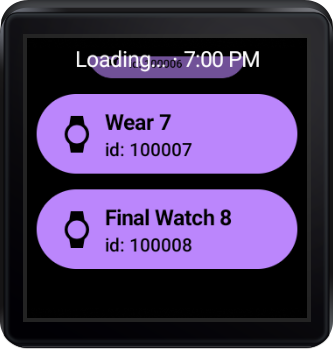 Loading... · 7:00 PM
Wear 7
id: 100007
Final Watch 8
id: 100008